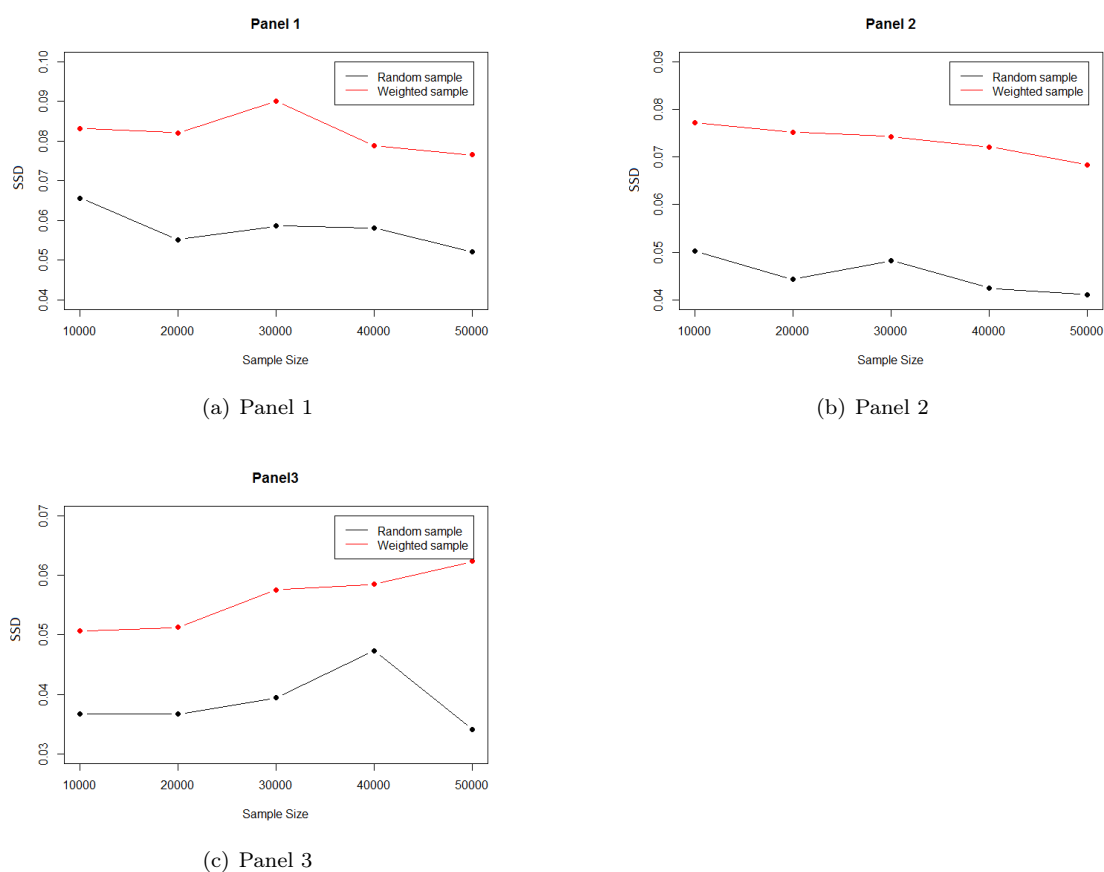 Panel 1
0.10
0.09
0.08
0.07
0.06
0.05
0.04
SSD
Random sample
Weighted sample
10000 20000 30000 40000 50000
Sample Size
(a) Panel 1
Panel 2
0.09
0.08
0.07
0.06
0.05
0.04
SSD
Random sample
Weighted sample
10000 20000 30000 40000 50000
Sample Size
(b) Panel 2
Panel3
0.07
0.06
0.05
0.04
0.03
SSD
Random sample
Weighted sample
10000 20000 30000 40000 50000
Sample Size
(c) Panel 3